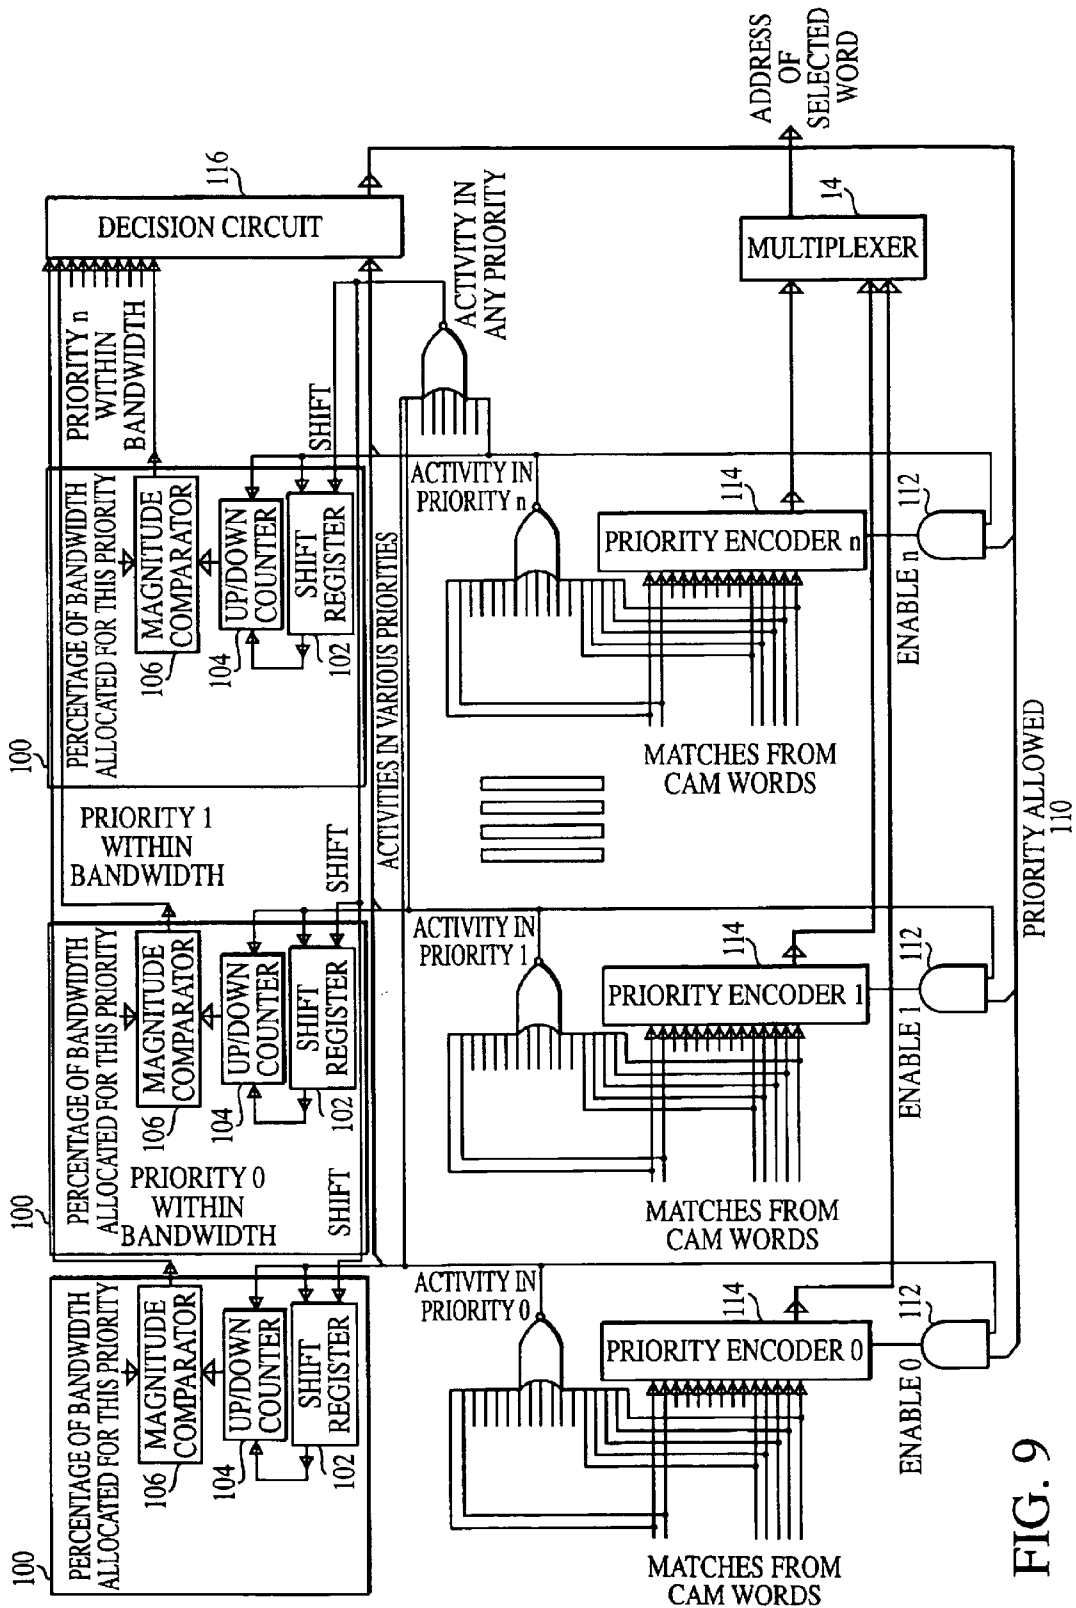 100
PERCENTAGE OF BANDWIDTH
ALLOCATED FOR THIS PRIORITY
MAGNITUDE
COMPARATOR
106
UP/DOWN
COUNTER
104
SHIFT
REGISTER
102
SHIFT
PRIORITY 0
WITHIN
BANDWIDTH
100
PERCENTAGE OF BANDWIDTH
ALLOCATED FOR THIS PRIORITY
MAGNITUDE
COMPARATOR
106
UP/DOWN
COUNTER
104
SHIFT
REGISTER
102
SHIFT
PRIORITY 1
WITHIN
BANDWIDTH
100
PERCENTAGE OF BANDWIDTH
ALLOCATED FOR THIS PRIORITY
MAGNITUDE
COMPARATOR
106
UP/DOWN
COUNTER
104
SHIFT
REGISTER
102
SHIFT
PRIORITY n
WITHIN
BANDWIDTH
DECISION CIRCUIT
116
ACTIVITIES IN VARIOUS PRIORITIES
ACTIVITY IN
PRIORITY 0
ACTIVITY IN
PRIORITY 1
ACTIVITY IN
PRIORITY n
ACTIVITY IN
ANY PRIORITY
MATCHES FROM
CAM WORDS
PRIORITY ENCODER 0
114
MATCHES FROM
CAM WORDS
PRIORITY ENCODER 1
114
MATCHES FROM
CAM WORDS
PRIORITY ENCODER n
114
MULTIPLEXER
14
ADDRESS
OF
SELECTED
WORD
ENABLE 0
112
ENABLE 1
112
ENABLE n
112
PRIORITY ALLOWED
110
FIG. 9